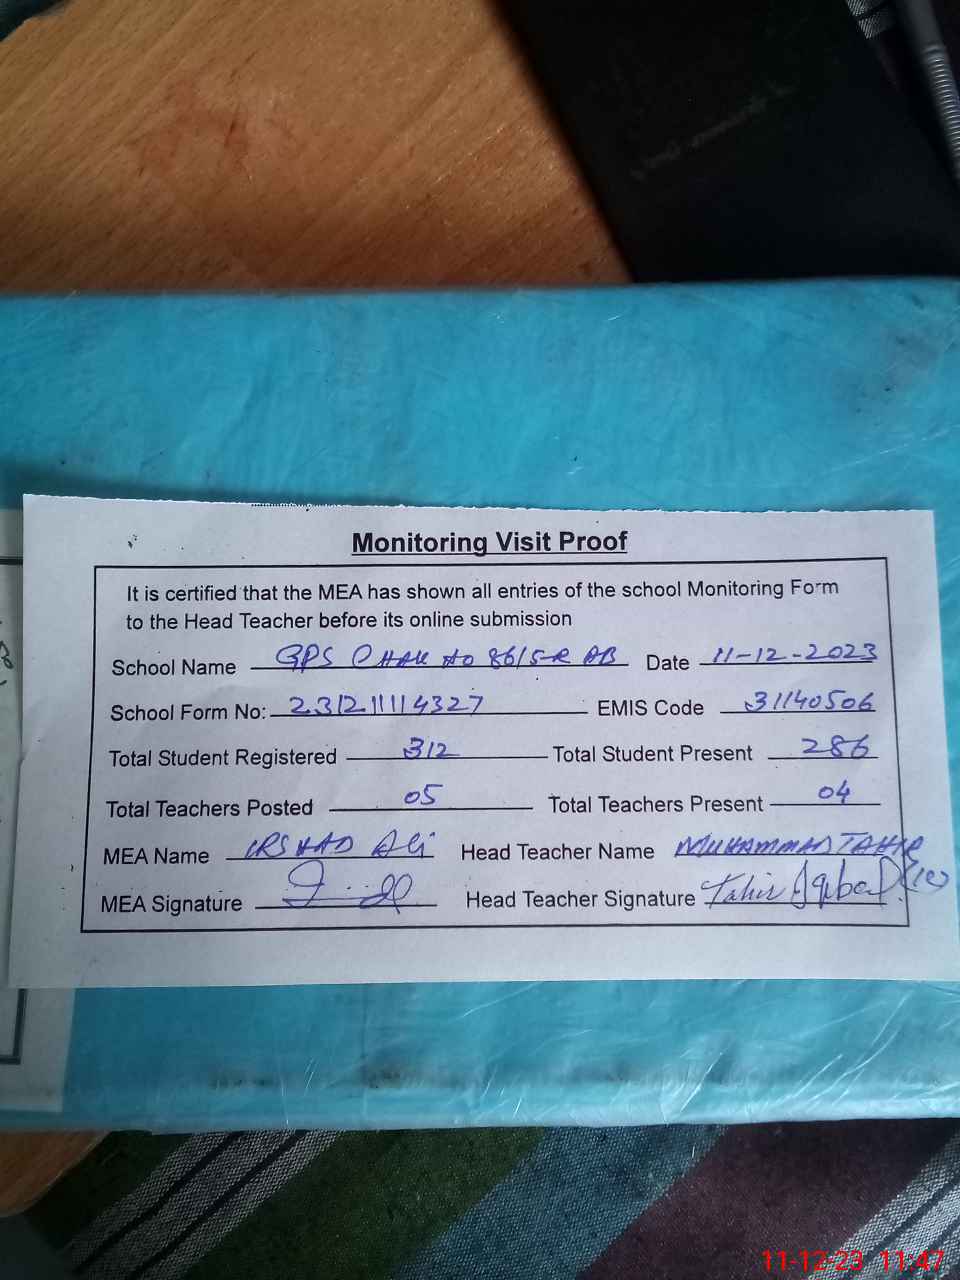 Monitoring Visit Proof
It is certified that the MEA has shown all entries of the school Monitoring Form
to the Head Teacher before its online submission
School Name GPS Chak No 86/5-R AB Date 11-12-2023
School Form No: 231211114327 EMIS Code 31140506
Total Student Registered 312 Total Student Present 286
Total Teachers Posted 05 Total Teachers Present 04
MEA Name IRSHAD Ali Head Teacher Name MUHAMMAD TAHIR
MEA Signature Head Teacher Signature Tahir Iqbal
11-12-23 11:47